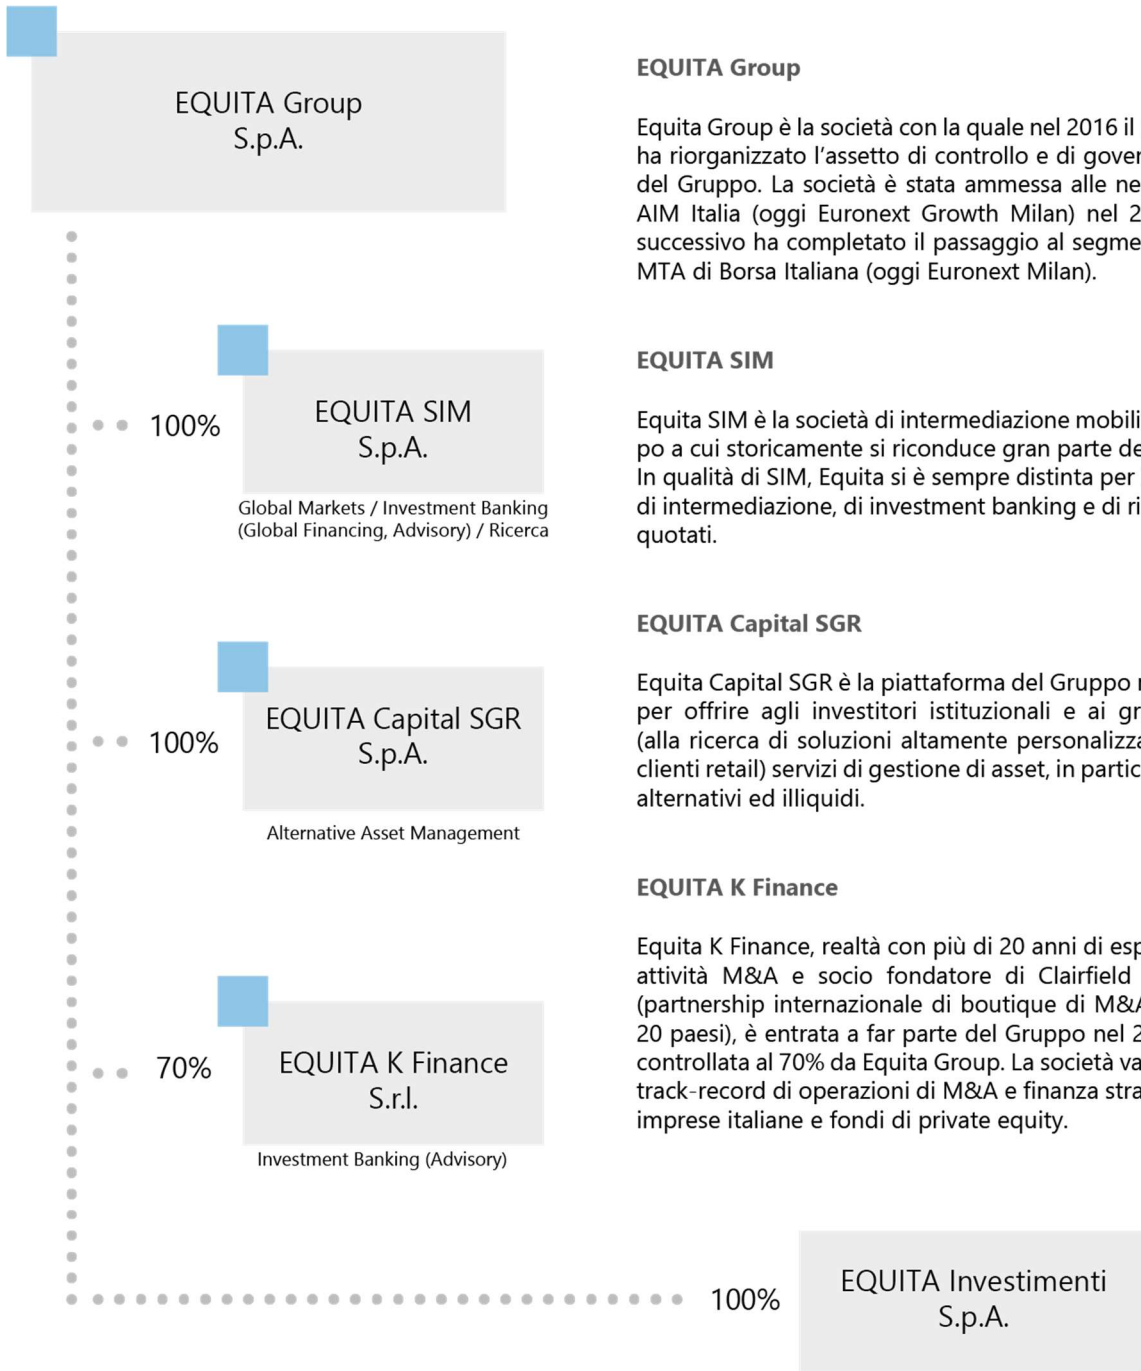 EQUITA Group
S.p.A.
EQUITA Group
Equita Group è la società con la quale nel 2016 il
ha riorganizzato l'assetto di controllo e di gover
del Gruppo. La società è stata ammessa alle ne
AIM Italia (oggi Euronext Growth Milan) nel 2
successivo ha completato il passaggio al segme
MTA di Borsa Italiana (oggi Euronext Milan).
100%
EQUITA SIM
S.p.A.
Global Markets / Investment Banking
(Global Financing, Advisory) / Ricerca
EQUITA SIM
Equita SIM è la società di intermediazione mobili
po a cui storicamente si riconduce gran parte de
In qualità di SIM, Equita si è sempre distinta per
di intermediazione, di investment banking e di ri
quotati.
100%
EQUITA Capital SGR
S.p.A.
Alternative Asset Management
EQUITA Capital SGR
Equita Capital SGR è la piattaforma del Gruppo
per offrire agli investitori istituzionali e ai gr
(alla ricerca di soluzioni altamente personalizza
clienti retail) servizi di gestione di asset, in partic
alternativi ed illiquidi.
70%
EQUITA K Finance
S.r.l.
Investment Banking (Advisory)
EQUITA K Finance
Equita K Finance, realtà con più di 20 anni di esp
attività M&A e socio fondatore di Clairfield
(partnership internazionale di boutique di M&A
20 paesi), è entrata a far parte del Gruppo nel 2
controllata al 70% da Equita Group. La società va
track-record di operazioni di M&A e finanza stra
imprese italiane e fondi di private equity.
100%
EQUITA Investimenti
S.p.A.